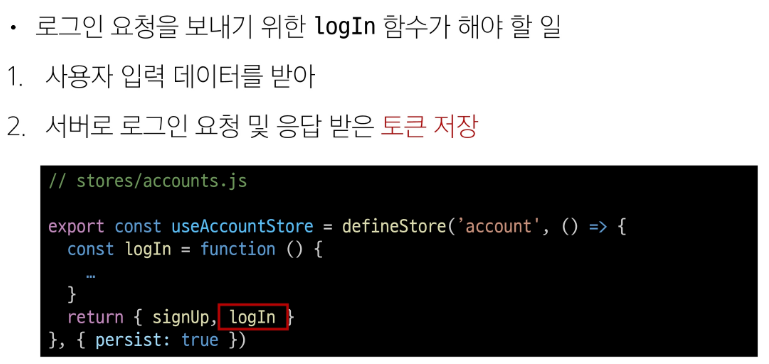 • 로그인 요청을 보내기 위한 logIn 함수가 해야 할 일
1. 사용자 입력 데이터를 받아
2. 서버로 로그인 요청 및 응답 받은 토큰 저장
// stores/accounts.js
export const useAccountStore = defineStore('account', () => {
  const logIn = function () {
    …
  }
  return { signUp, logIn }
}, { persist: true })